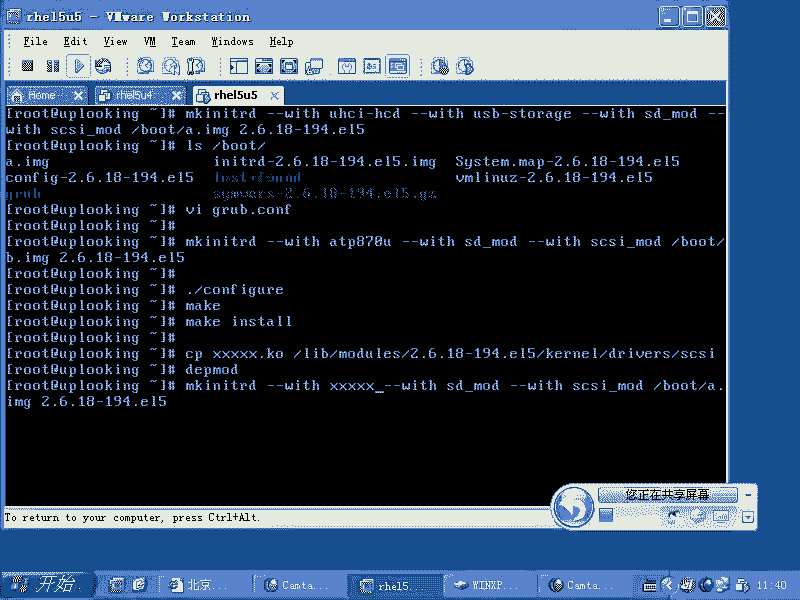 rhel5u5 - VMware Workstation
File Edit View VM Team Windows Help
Home rhel5u4 rhel5u5
[root@uplooking ~]# mkinitrd --with uhci-hcd --with usb-storage --with sd_mod --
with scsi_mod /boot/a.img 2.6.18-194.el5
[root@uplooking ~]# ls /boot/
a.img initrd-2.6.18-194.el5.img System.map-2.6.18-194.el5
config-2.6.18-194.el5 lost+found vmlinuz-2.6.18-194.el5
grub symvers-2.6.18-194.el5.gz
[root@uplooking ~]# vi grub.conf
[root@uplooking ~]#
[root@uplooking ~]# mkinitrd --with atp870u --with sd_mod --with scsi_mod /boot/
b.img 2.6.18-194.el5
[root@uplooking ~]#
[root@uplooking ~]# ./configure
[root@uplooking ~]# make
[root@uplooking ~]# make install
[root@uplooking ~]#
[root@uplooking ~]# cp xxxxx.ko /lib/modules/2.6.18-194.el5/kernel/drivers/scsi
[root@uplooking ~]# depmod
[root@uplooking ~]# mkinitrd --with xxxxx --with sd_mod --with scsi_mod /boot/a.
img 2.6.18-194.el5
您正在共享屏幕
To return to your computer, press Ctrl+Alt.
开始 北京... Camta... rhel5... WINXP... Camta... 11:40